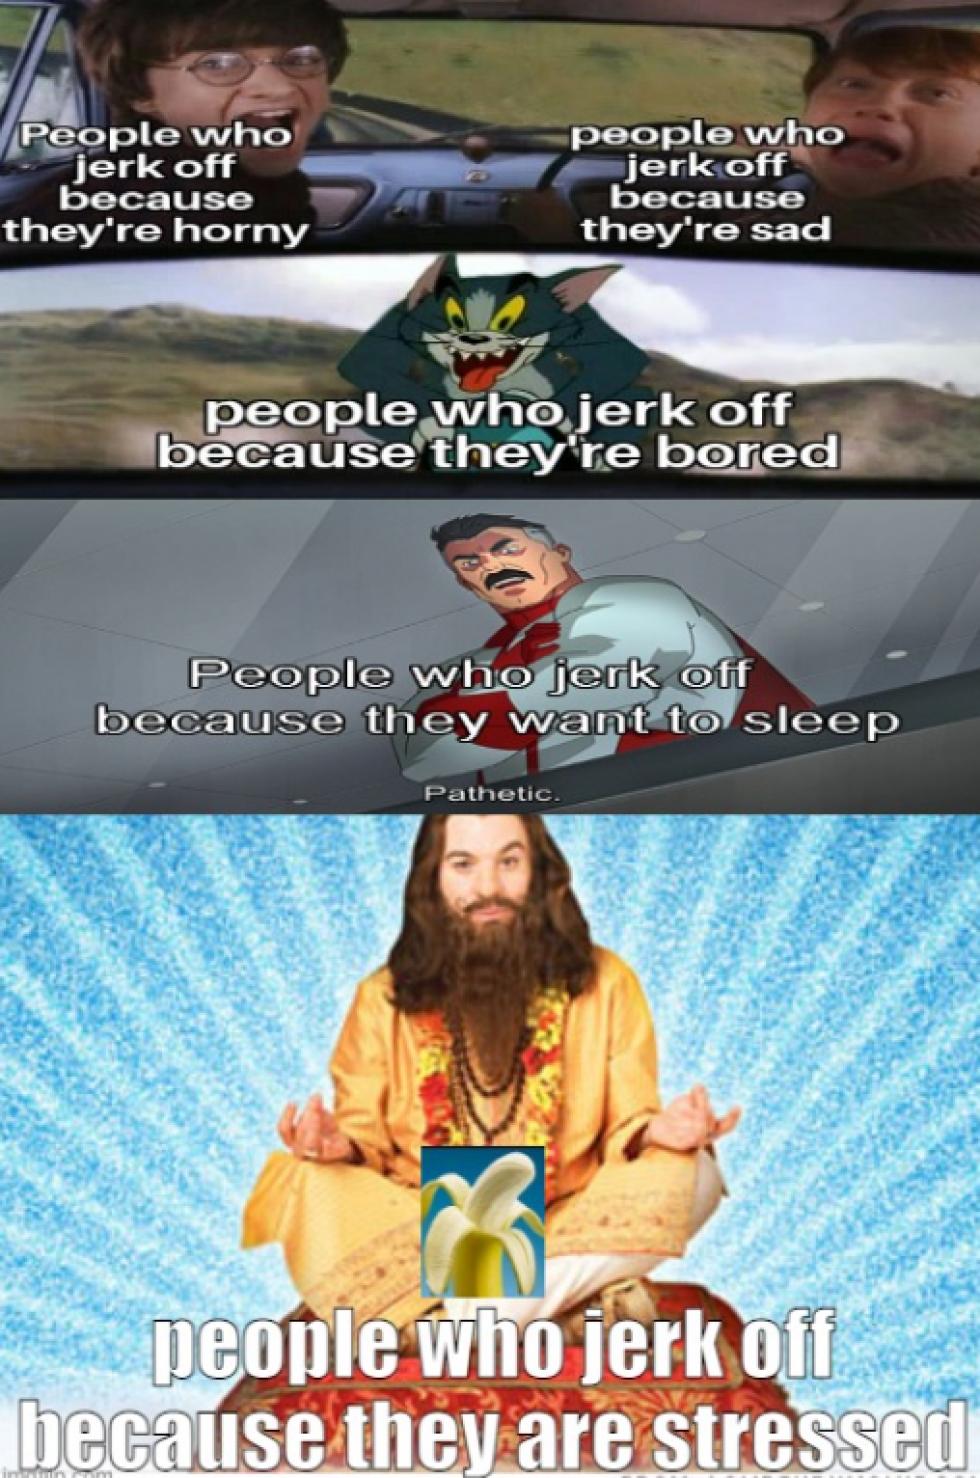 People who
jerk off
because
they're horny
people who
jerk off
because
they're sad
people who jerk off
because they're bored
People who jerk off
because they want to sleep
Pathetic.
people who jerk off
because they are stressed
imgflip.com